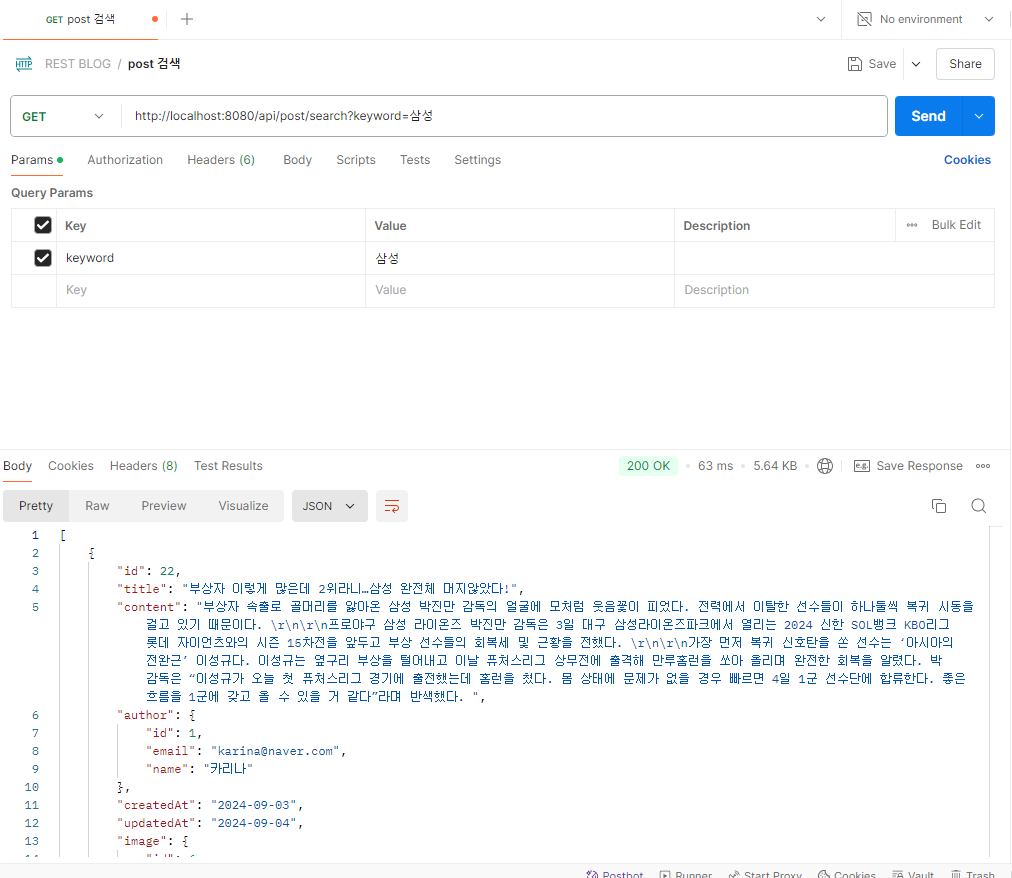 GET post 검색
No environment
HTTP REST BLOG / post 검색 Save Share
GET http://localhost:8080/api/post/search?keyword=삼성 Send
Params Authorization Headers (6) Body Scripts Tests Settings Cookies
Query Params
Key Value Description Bulk Edit
keyword 삼성
Key Value Description
Body Cookies Headers (8) Test Results 200 OK 63 ms 5.64 KB e.g. Save Response
Pretty Raw Preview Visualize JSON
1 [
2 {
3 "id": 22,
4 "title": "부상자 이렇게 많은데 2위라니…삼성 완전체 머지않았다!",
5 "content": "부상자 속출로 골머리를 앓아온 삼성 박진만 감독의 얼굴에 모처럼 웃음꽃이 피었다. 전력에서 이탈한 선수들이 하나둘씩 복귀 시동을
걸고 있기 때문이다. \r\n\r\n프로야구 삼성 라이온즈 박진만 감독은 3일 대구 삼성라이온즈파크에서 열리는 2024 신한 SOL뱅크 KBO리그
롯데 자이언츠와의 시즌 15차전을 앞두고 부상 선수들의 회복세 및 근황을 전했다. \r\n\r\n가장 먼저 복귀 신호탄을 쏜 선수는 ‘아시아의
전완근’ 이성규다. 이성규는 옆구리 부상을 털어내고 이날 퓨처스리그 상무전에 출격해 만루홈런을 쏘아 올리며 완전한 회복을 알렸다. 박
감독은 “이성규가 오늘 첫 퓨처스리그 경기에 출전했는데 홈런을 쳤다. 몸 상태에 문제가 없을 경우 빠르면 4일 1군 선수단에 합류한다. 좋은
흐름을 1군에 갖고 올 수 있을 거 같다”라며 반색했다. ",
6 "author": {
7 "id": 1,
8 "email": "karina@naver.com",
9 "name": "카리나"
10 },
11 "createdAt": "2024-09-03",
12 "updatedAt": "2024-09-04",
13 "image": {
Postbot Runner Start Proxy Cookies Vault Trash